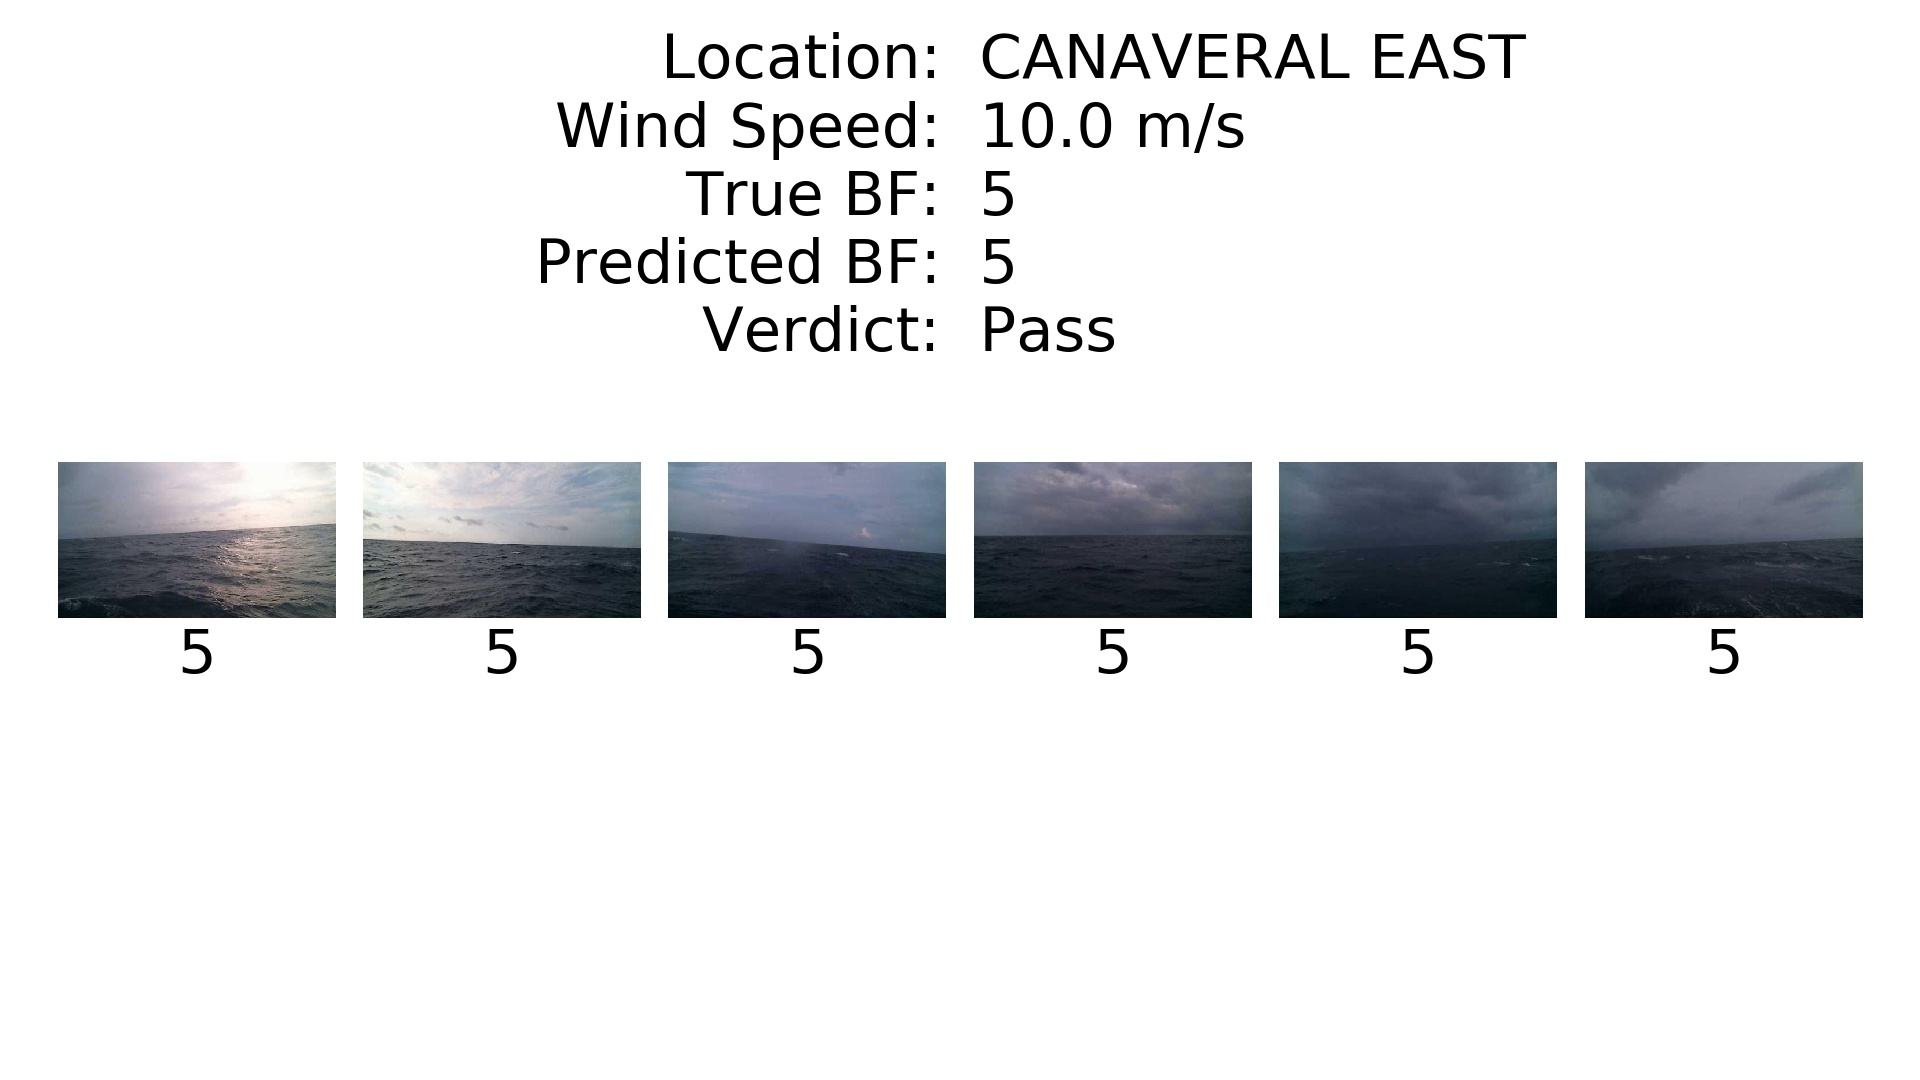 Location: CANAVERAL EAST
Wind Speed: 10.0 m/s
True BF: 5
Predicted BF: 5
Verdict: Pass
5 5 5 5 5 5